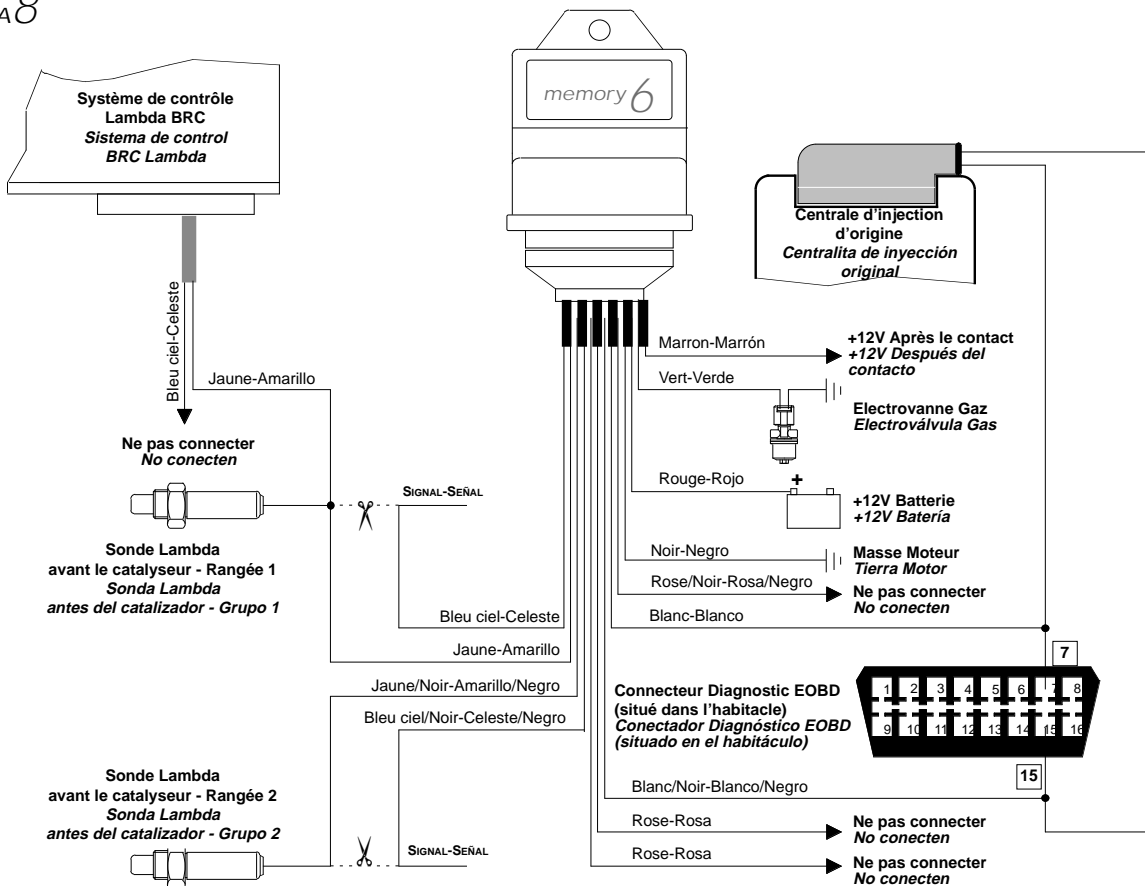 A8
Système de contrôle
Lambda BRC
Sistema de control
BRC Lambda
memory 6
Centrale d'injection
d'origine
Centralita de inyección
original
Bleu ciel-Celeste
Jaune-Amarillo
Ne pas connecter
No conecten
SIGNAL-SEÑAL
Sonde Lambda
avant le catalyseur - Rangée 1
Sonda Lambda
antes del catalizador - Grupo 1
Bleu ciel-Celeste
Jaune-Amarillo
Jaune/Noir-Amarillo/Negro
Bleu ciel/Noir-Celeste/Negro
Sonde Lambda
avant le catalyseur - Rangée 2
Sonda Lambda
antes del catalizador - Grupo 2
SIGNAL-SEÑAL
Marron-Marrón
+12V Après le contact
+12V Después del
contacto
Vert-Verde
Electrovanne Gaz
Electroválvula Gas
Rouge-Rojo
+
+12V Batterie
+12V Batería
Noir-Negro
Masse Moteur
Tierra Motor
Rose/Noir-Rosa/Negro
Ne pas connecter
No conecten
Blanc-Blanco
7
Connecteur Diagnostic EOBD
(situé dans l'habitacle)
Conectador Diagnóstico EOBD
(situado en el habitáculo)
1 2 3 4 5 6 7 8
9 10 11 12 13 14 15 16
15
Blanc/Noir-Blanco/Negro
Rose-Rosa
Ne pas connecter
No conecten
Rose-Rosa
Ne pas connecter
No conecten